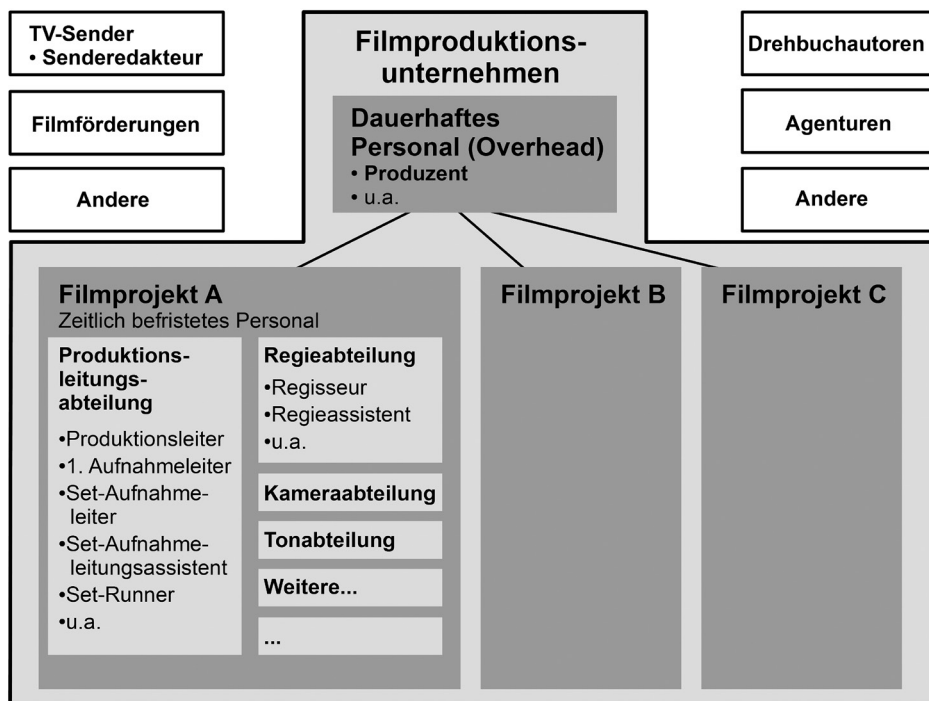 TV-Sender
• Senderedakteur
Filmförderungen
Andere
Filmproduktions-
unternehmen
Dauerhaftes
Personal (Overhead)
• Produzent
• u.a.
Drehbuchautoren
Agenturen
Andere
Filmprojekt A
Zeitlich befristetes Personal
Produktions-
leitungs-
abteilung
•Produktionsleiter
•1. Aufnahmeleiter
•Set-Aufnahme-
leiter
•Set-Aufnahme-
leitungsassistent
•Set-Runner
•u.a.
Regieabteilung
•Regisseur
•Regieassistent
•u.a.
Kameraabteilung
Tonabteilung
Weitere...
...
Filmprojekt B
Filmprojekt C